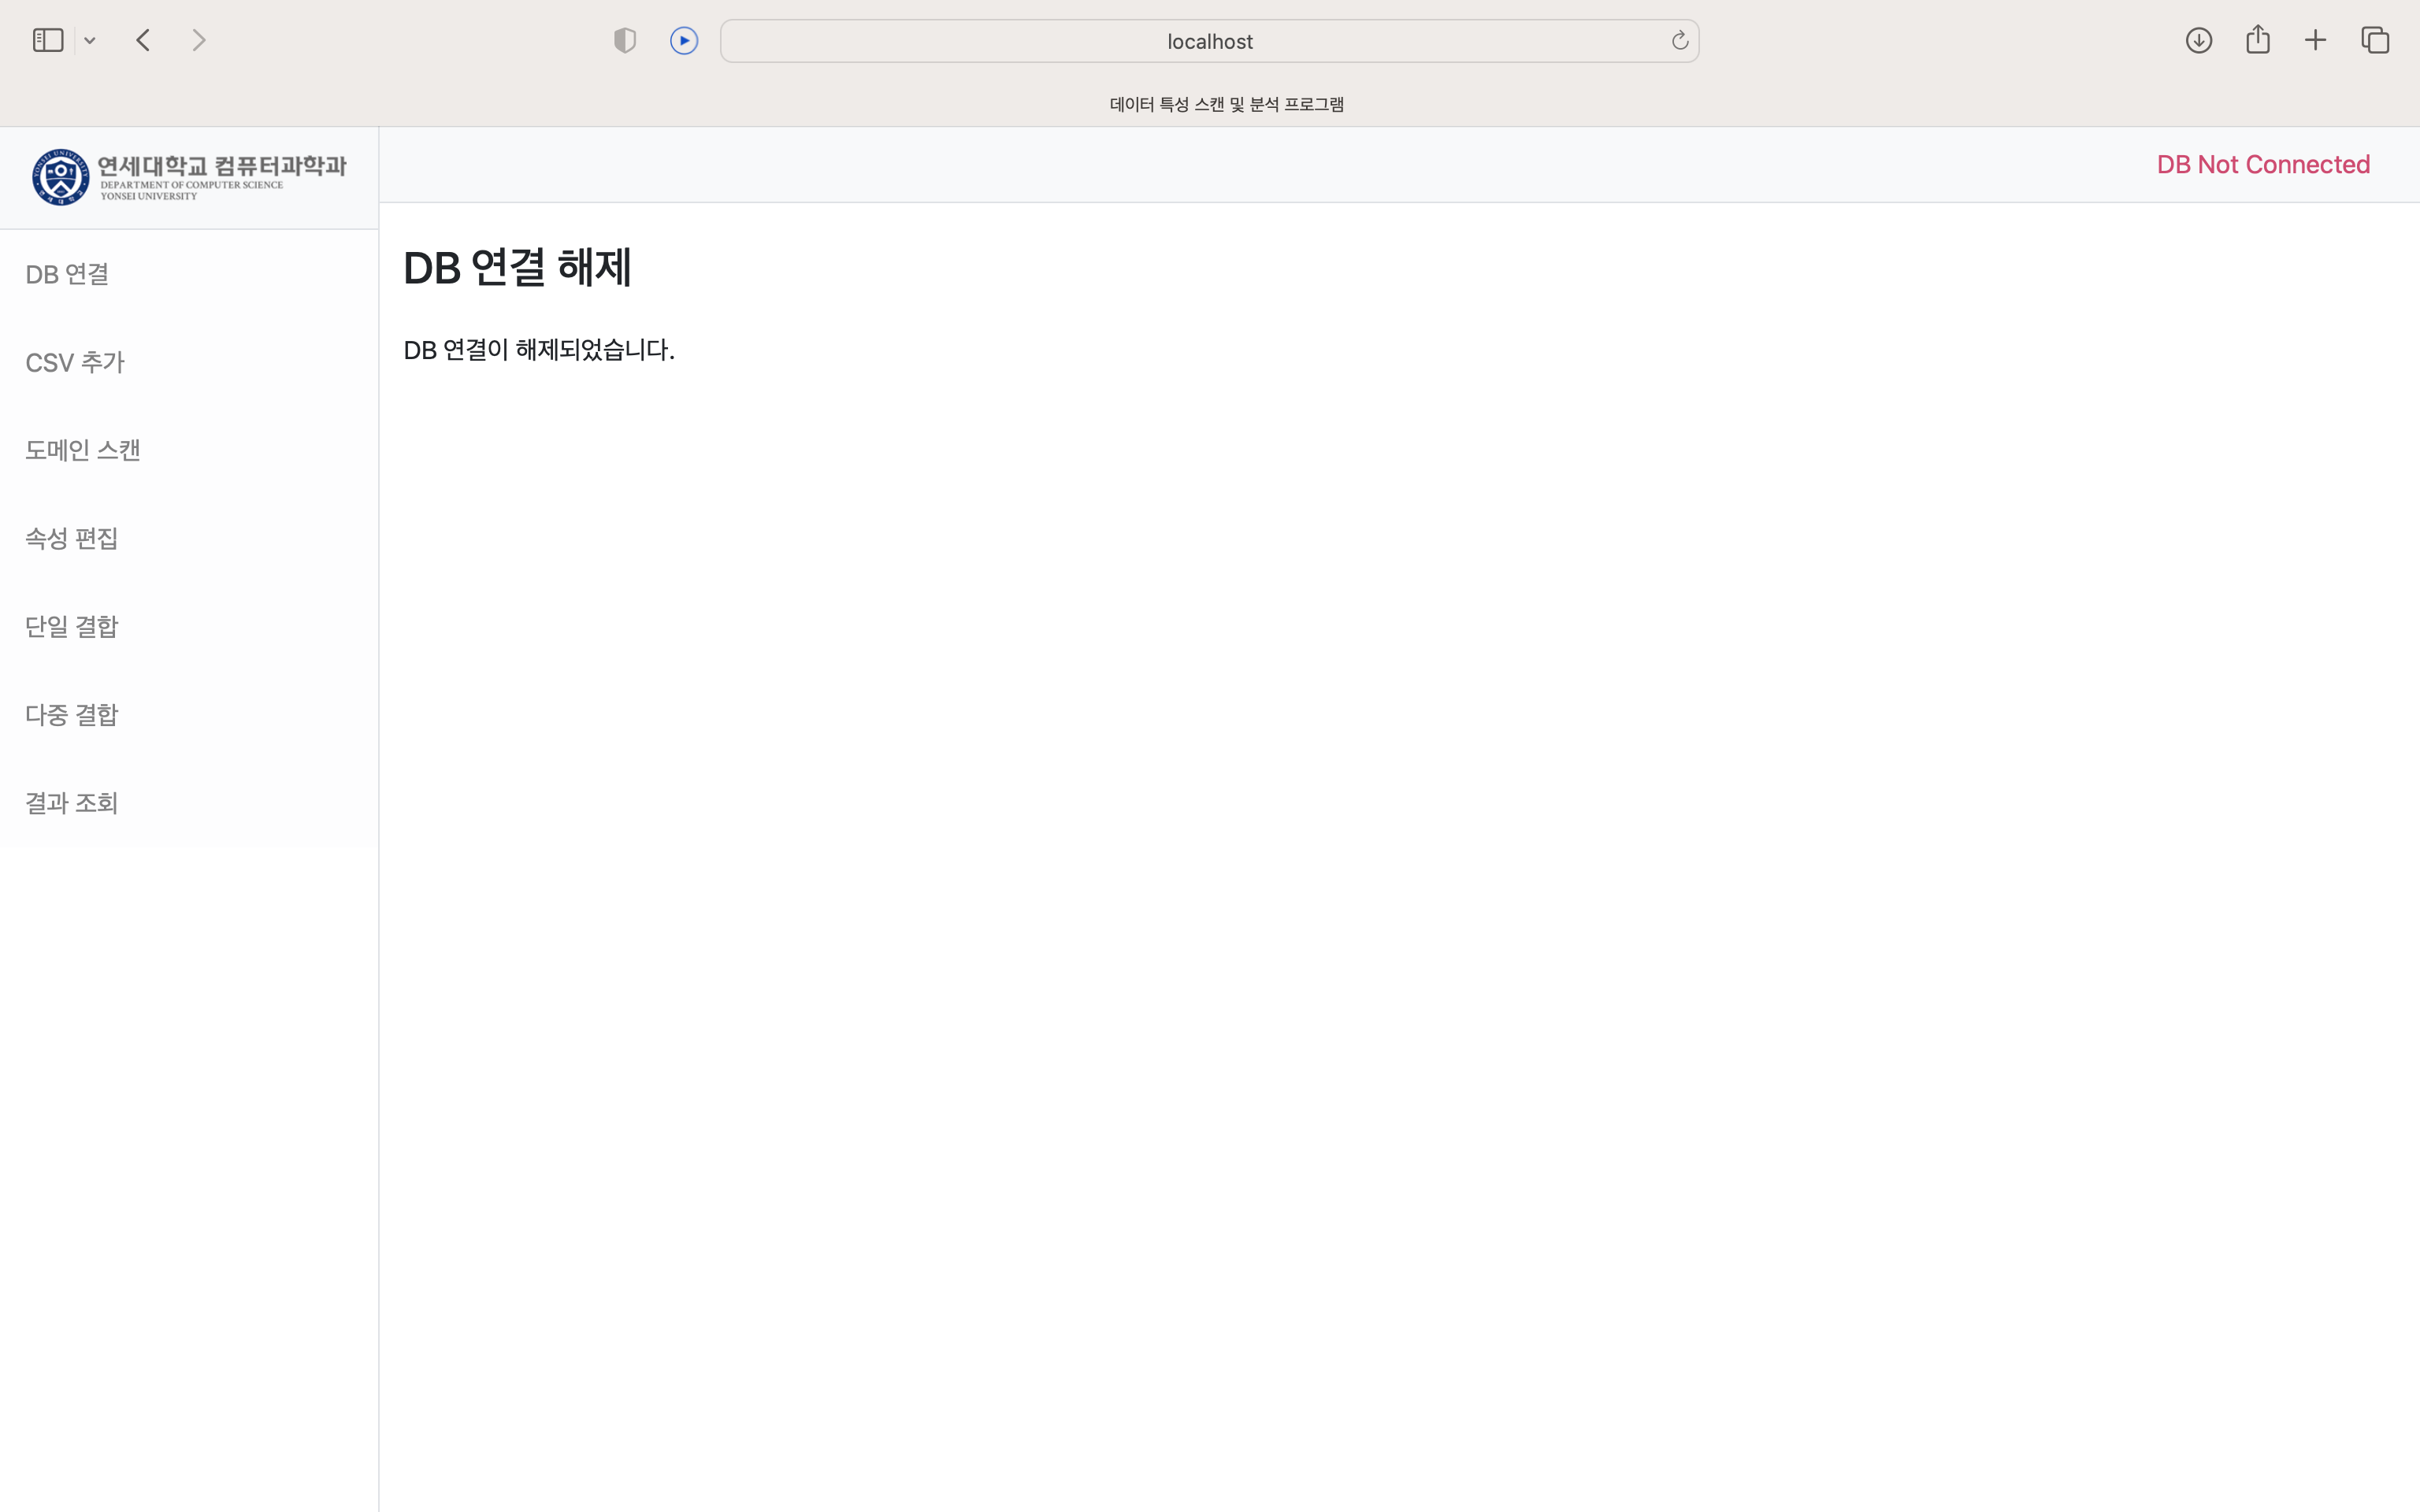 localhost
데이터 특성 스캔 및 분석 프로그램
연세대학교 컴퓨터과학과
DEPARTMENT OF COMPUTER SCIENCE
YONSEI UNIVERSITY
DB Not Connected
DB 연결
CSV 추가
도메인 스캔
속성 편집
단일 결합
다중 결합
결과 조회
DB 연결 해제
DB 연결이 해제되었습니다.